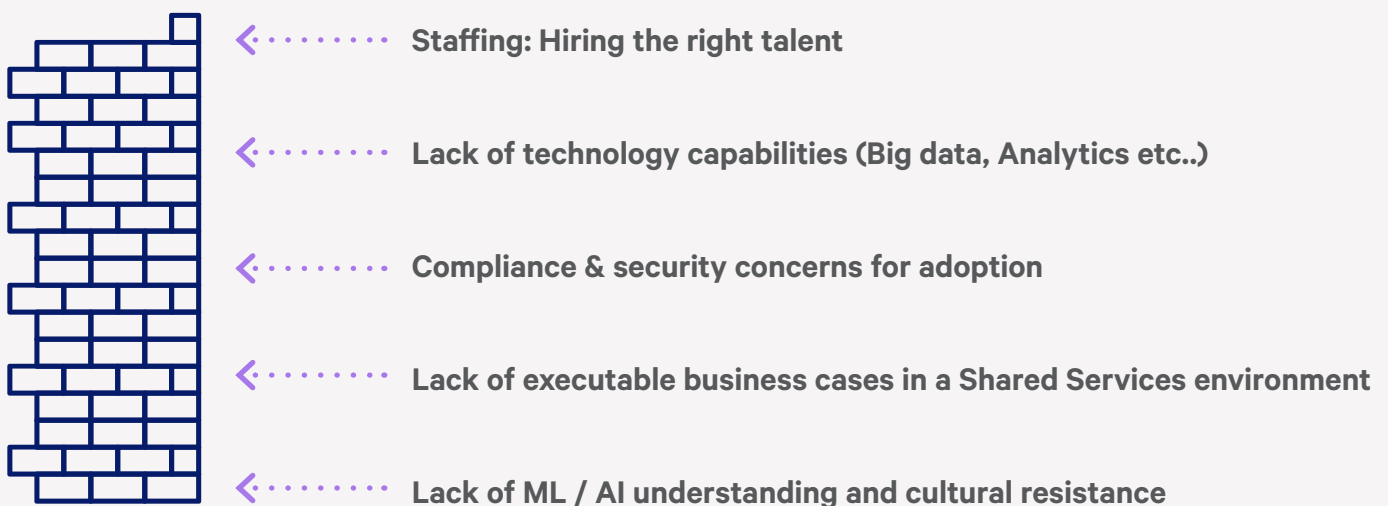 Staffing: Hiring the right talent
Lack of technology capabilities (Big data, Analytics etc..)
Compliance & security concerns for adoption
Lack of executable business cases in a Shared Services environment
Lack of ML / AI understanding and cultural resistance